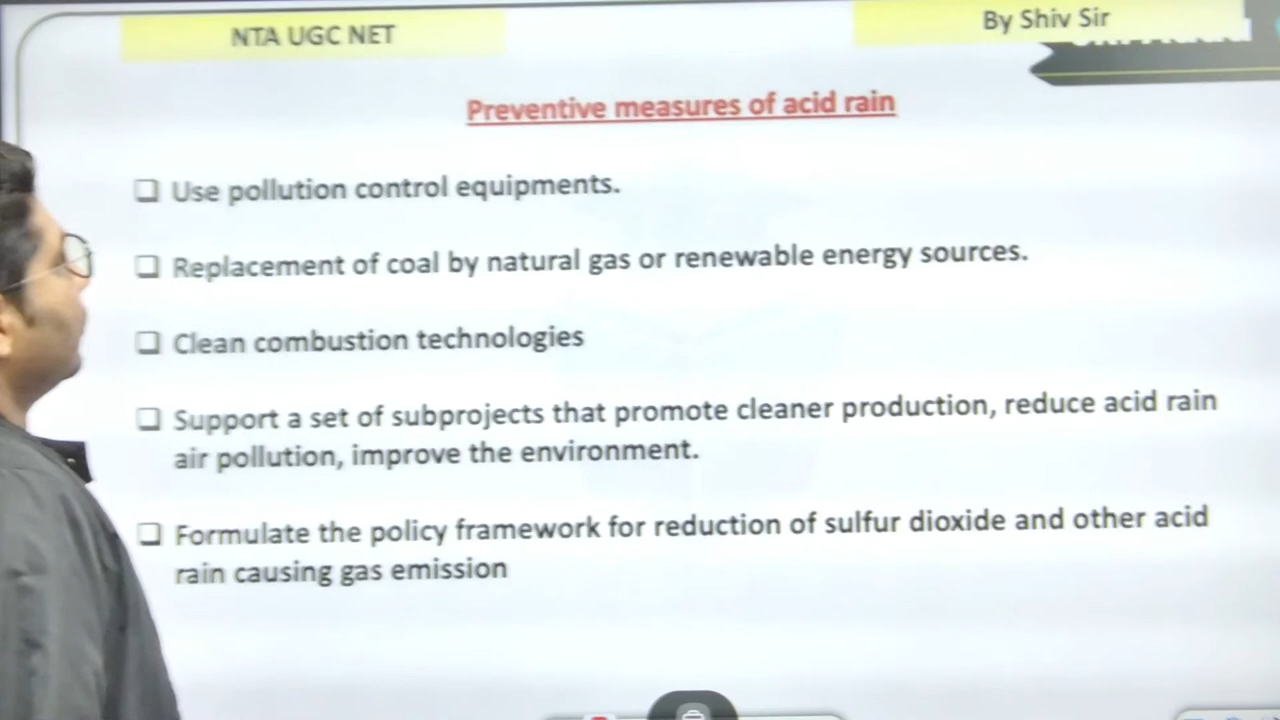 NTA UGC NET
By Shiv Sir
Preventive measures of acid rain
❑ Use pollution control equipments.
❑ Replacement of coal by natural gas or renewable energy sources.
❑ Clean combustion technologies
❑ Support a set of subprojects that promote cleaner production, reduce acid rain
air pollution, improve the environment.
❑ Formulate the policy framework for reduction of sulfur dioxide and other acid
rain causing gas emission